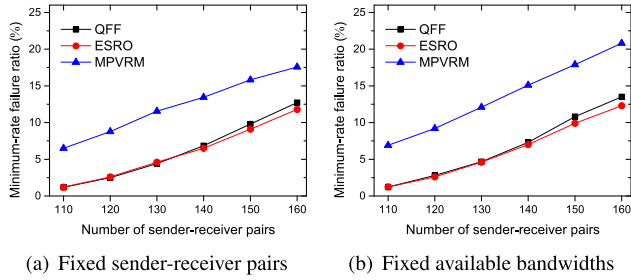 25
20
15
10
5
0
Minimum-rate failure ratio (%)
QFF
ESRO
MPVRM
110 120 130 140 150 160
Number of sender-receiver pairs
(a) Fixed sender-receiver pairs
25
20
15
10
5
0
Minimum-rate failure ratio (%)
QFF
ESRO
MPVRM
110 120 130 140 150 160
Number of sender-receiver pairs
(b) Fixed available bandwidths